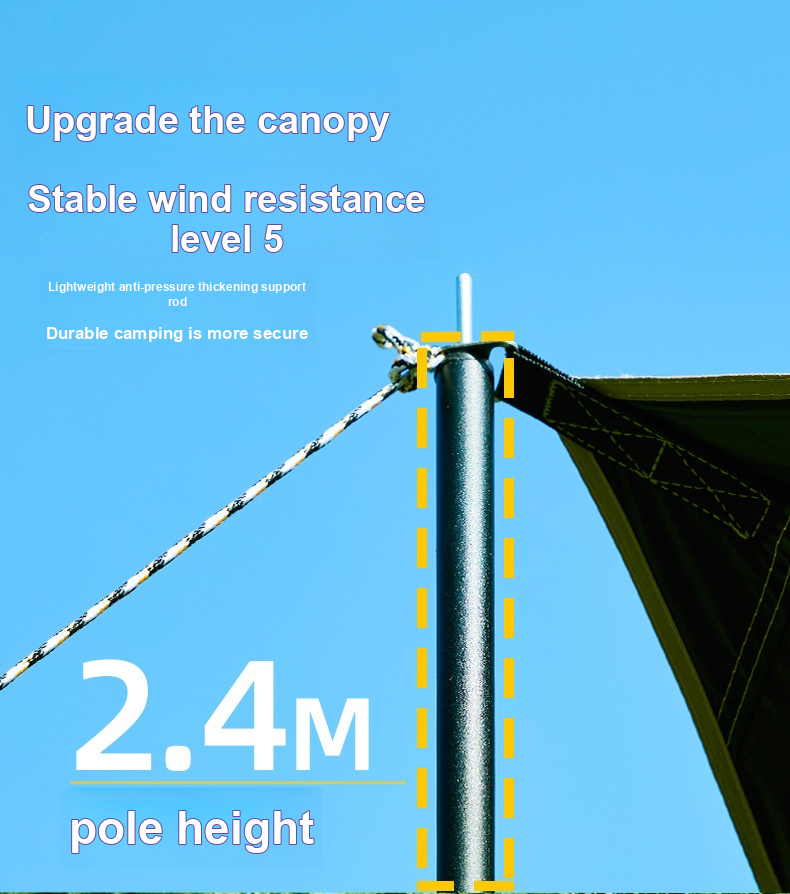 Upgrade the canopy
Stable wind resistance
level 5
Lightweight anti-pressure thickening support
rod
Durable camping is more secure
2.4M
pole height